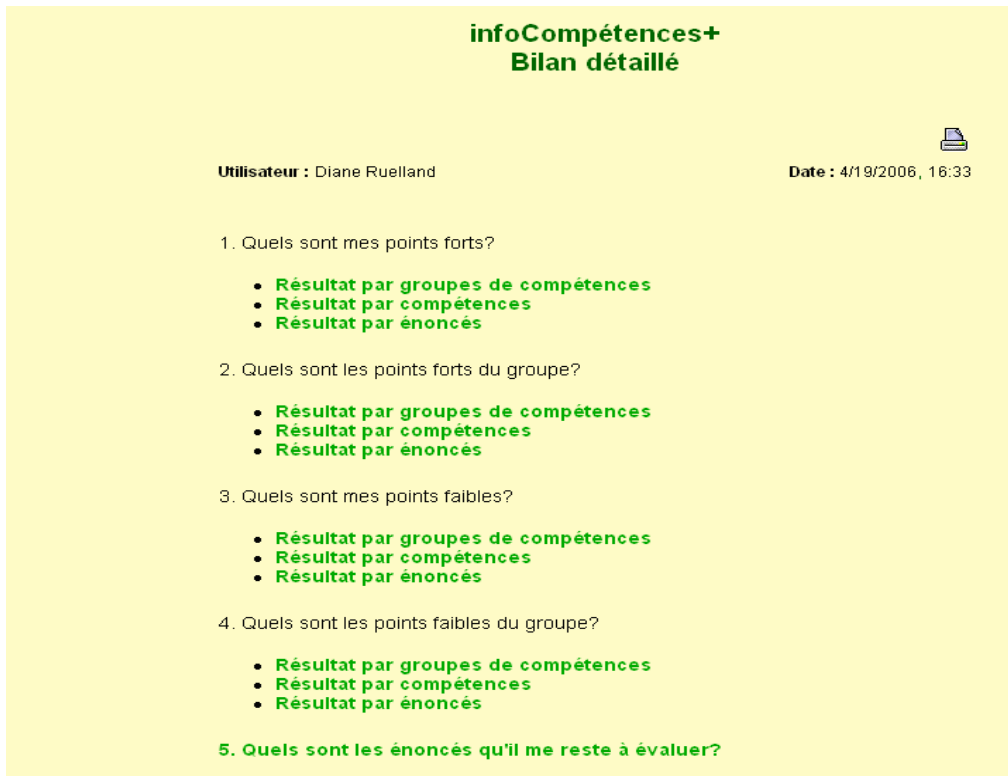 infoCompétences+
Bilan détaillé
Utilisateur : Diane Ruelland Date : 4/19/2006, 16:33
1. Quels sont mes points forts?
• Résultat par groupes de compétences
• Résultat par compétences
• Résultat par énoncés
2. Quels sont les points forts du groupe?
• Résultat par groupes de compétences
• Résultat par compétences
• Résultat par énoncés
3. Quels sont mes points faibles?
• Résultat par groupes de compétences
• Résultat par compétences
• Résultat par énoncés
4. Quels sont les points faibles du groupe?
• Résultat par groupes de compétences
• Résultat par compétences
• Résultat par énoncés
5. Quels sont les énoncés qu'il me reste à évaluer?